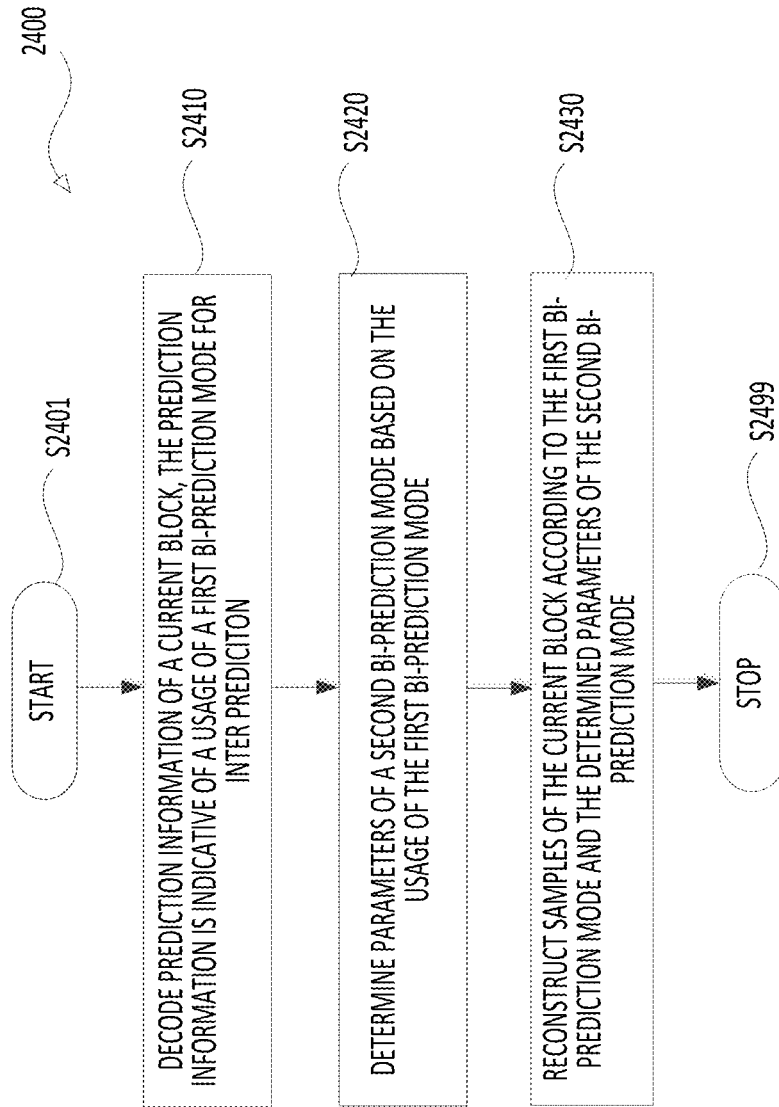 2400
START
S2401
DECODE PREDICTION INFORMATION OF A CURRENT BLOCK, THE PREDICTION
INFORMATION IS INDICATIVE OF A USAGE OF A FIRST BI-PREDICTION MODE FOR
INTER PREDICITON
S2410
DETERMINE PARAMETERS OF A SECOND BI-PREDICTION MODE BASED ON THE
USAGE OF THE FIRST BI-PREDICTION MODE
S2420
RECONSTRUCT SAMPLES OF THE CURRENT BLOCK ACCORDING TO THE FIRST BI-
PREDICTION MODE AND THE DETERMINED PARAMETERS OF THE SECOND BI-
PREDICTION MODE
S2430
STOP
S2499